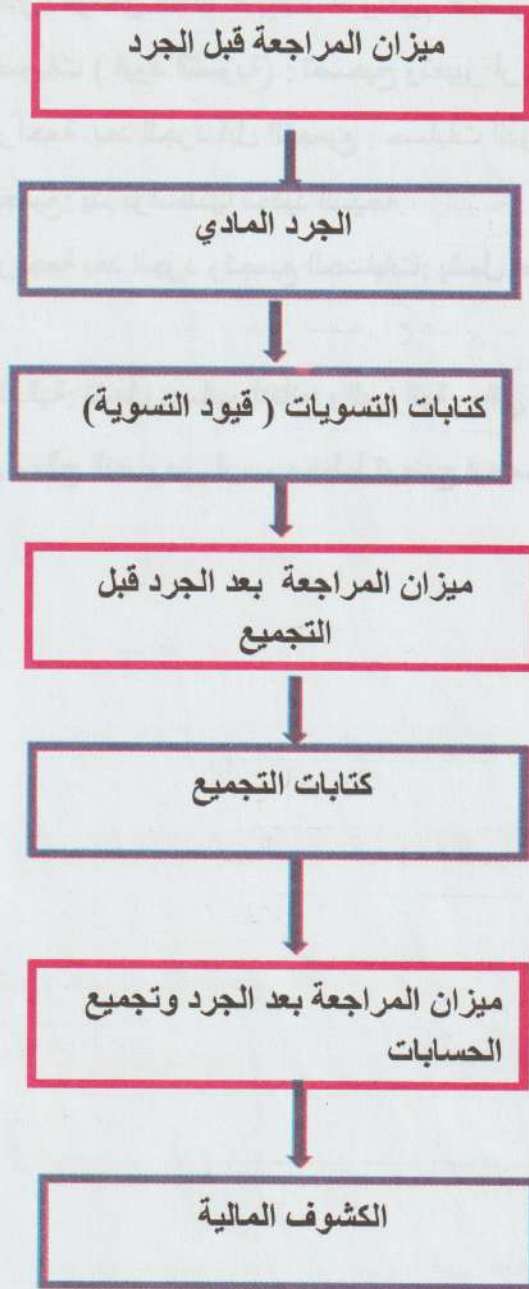 ميزان المراجعة قبل الجرد
الجرد المادي
كتابات التسويات ( قيود التسوية)
ميزان المراجعة بعد الجرد قبل
التجميع
كتابات التجميع
ميزان المراجعة بعد الجرد وتجميع
الحسابات
الكشوف المالية